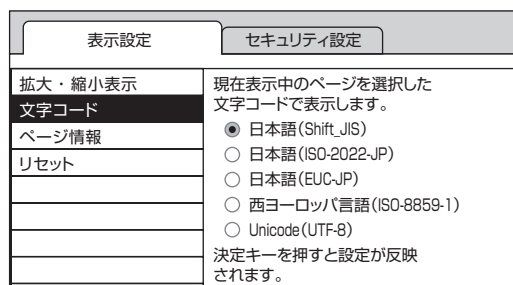 表示設定
セキュリティ設定
拡大・縮小表示
文字コード
ページ情報
リセット
現在表示中のページを選択した
文字コードで表示します。
日本語(Shift_JIS)
日本語(ISO-2022-JP)
日本語(EUC-JP)
西ヨーロッパ言語(ISO-8859-1)
Unicode(UTF-8)
決定キーを押すと設定が反映
されます。